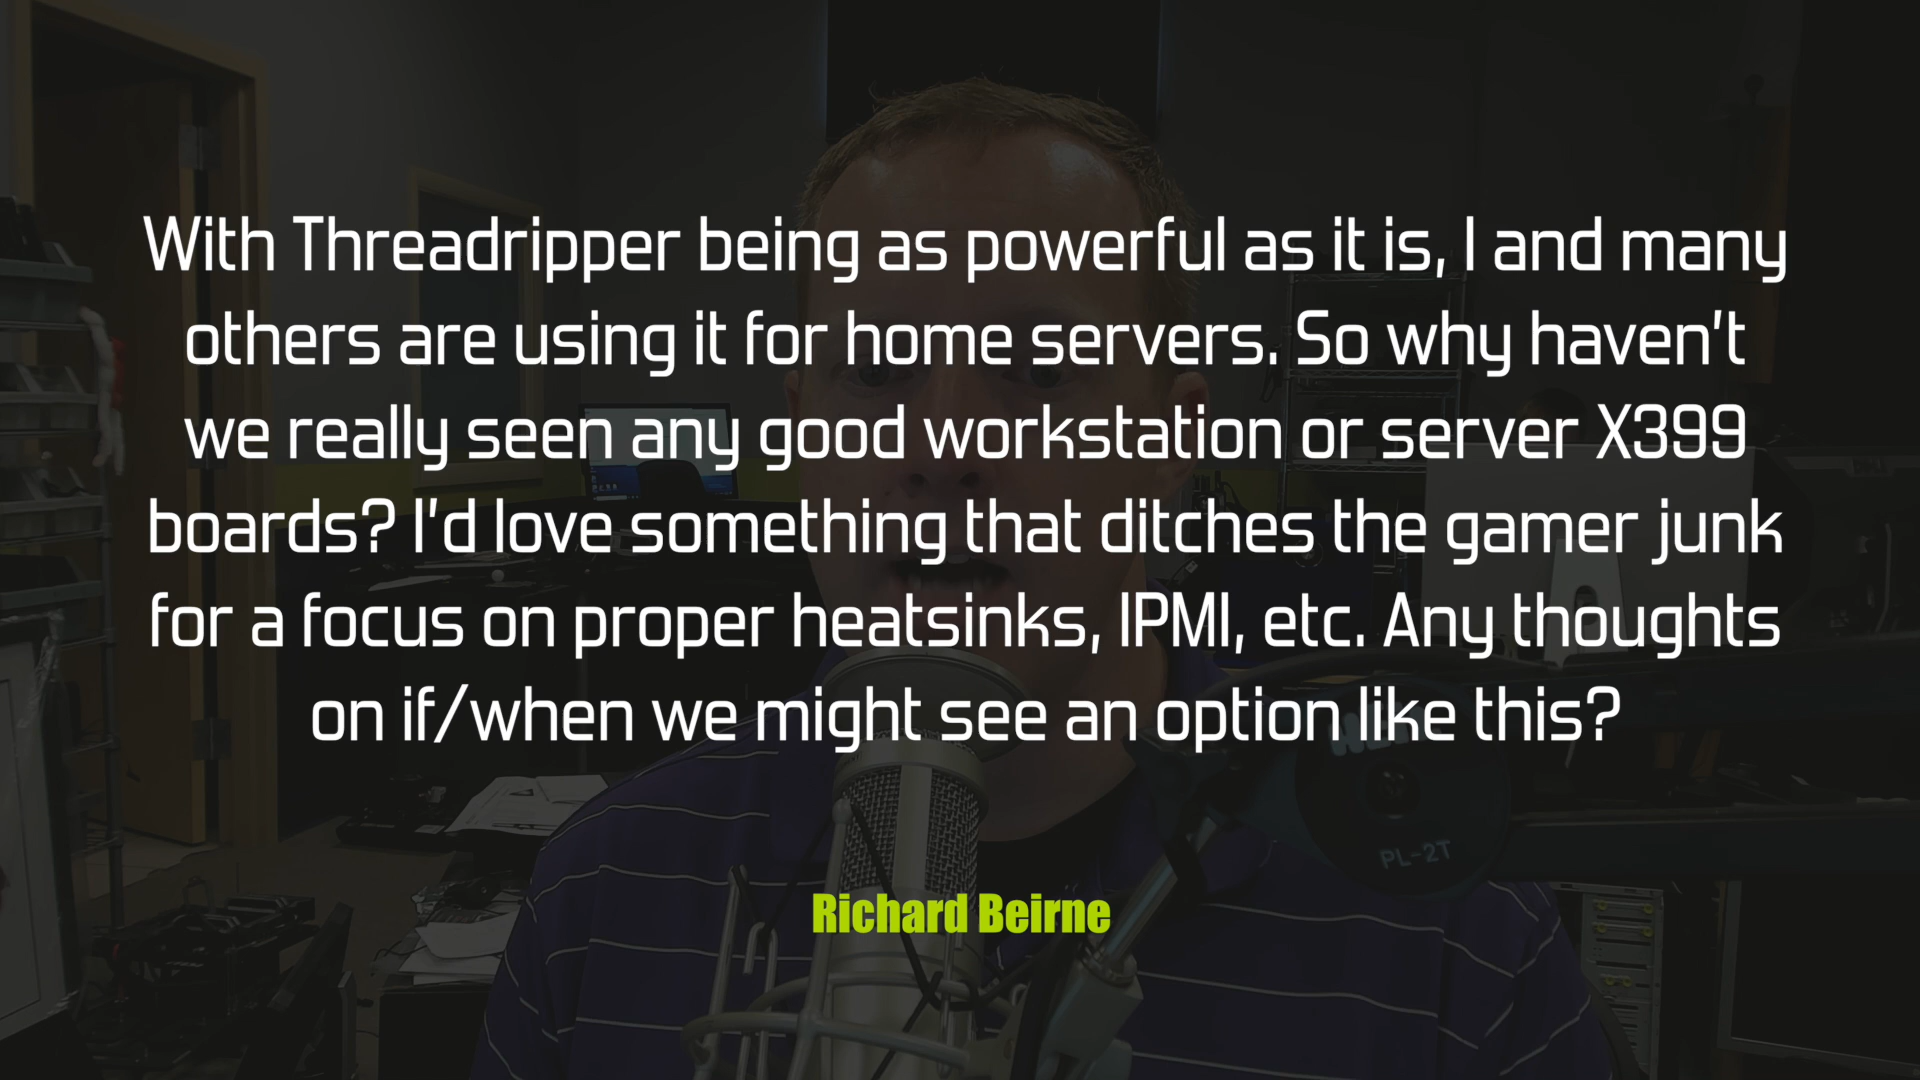 With Threadripper being as powerful as it is, I and many
others are using it for home servers. So why haven't
we really seen any good workstation or server X399
boards? I'd love something that ditches the gamer junk
for a focus on proper heatsinks, IPMI, etc. Any thoughts
on if/when we might see an option like this?
PL-2T
Richard Beirne